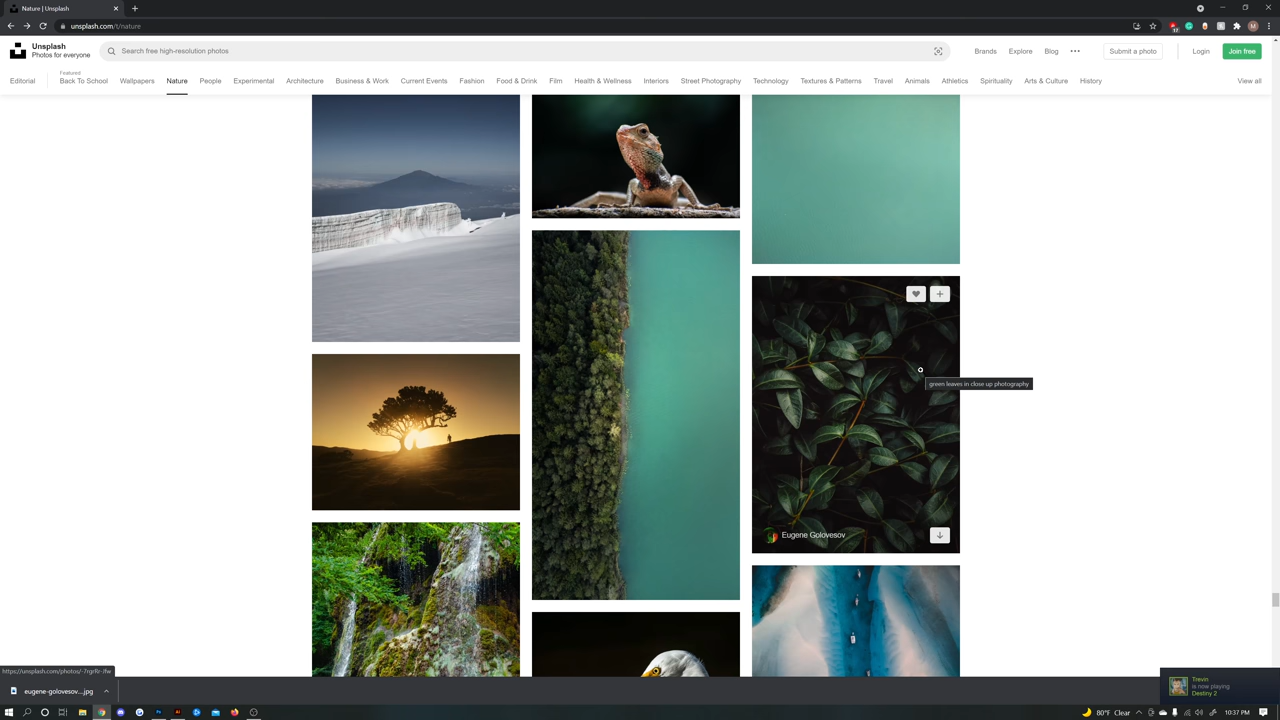 Nature | Unsplash
unsplash.com/t/nature
Unsplash
Photos for everyone
Search free high-resolution photos
Brands
Explore
Blog
Submit a photo
Login
Join free
Editorial
Featured
Back To School
Wallpapers
Nature
People
Experimental
Architecture
Business & Work
Current Events
Fashion
Food & Drink
Film
Health & Wellness
Interiors
Street Photography
Technology
Textures & Patterns
Travel
Animals
Athletics
Spirituality
Arts & Culture
History
View all
green leaves in close up photography
Eugene Golovesov
eugene-golovesov....jpg
Trevin
is now playing
Destiny 2
80°F Clear
10:37 PM